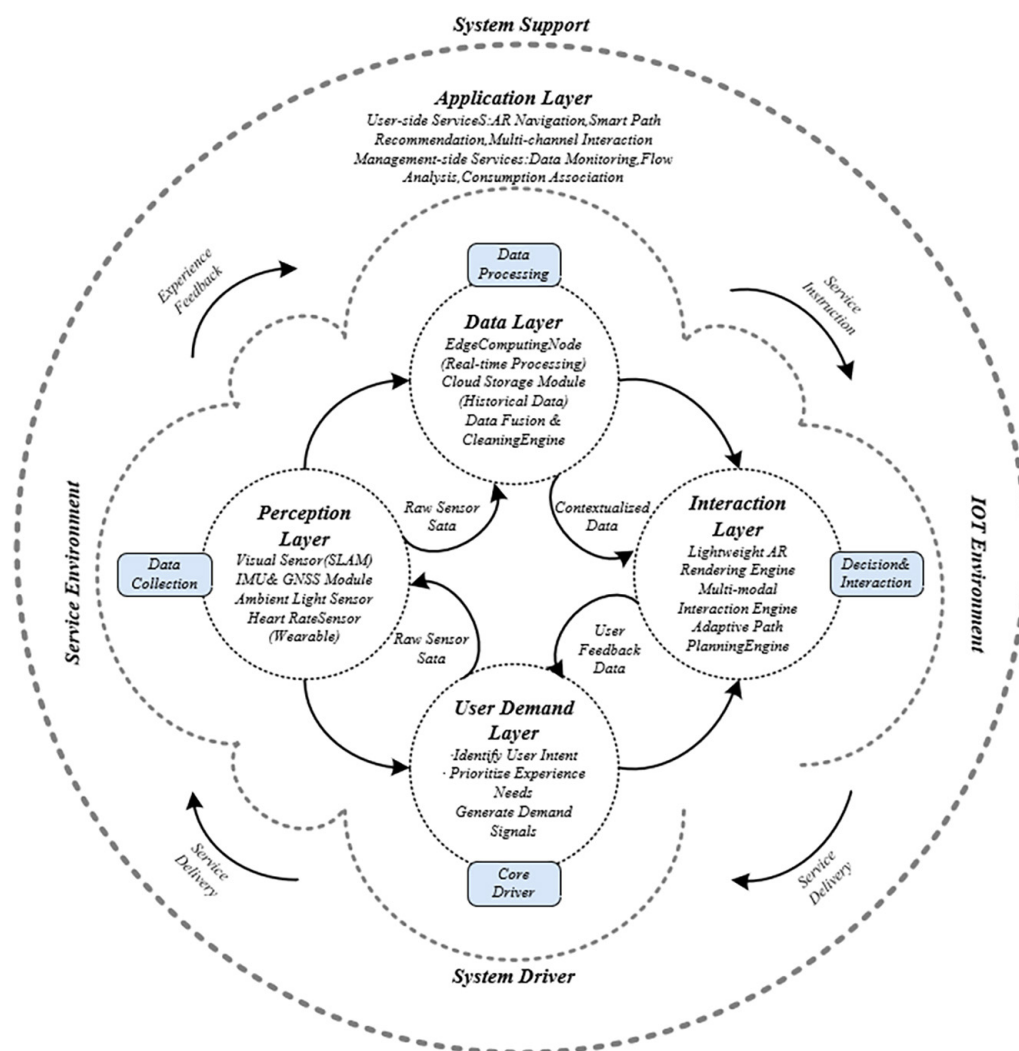 System Support
Application Layer
User-side ServiceS:AR Navigation,Smart Path
Recommendation,Multi-channel Interaction
Management-side Services:Data Monitoring,Flow
Analysis,Consumption Association
Experience
Feedback
Data
Processing
Service
Instruction
Data Layer
EdgeComputingNode
(Real-time Processing)
Cloud Storage Module
(Historical Data)
Data Fusion &
CleaningEngine
Service Environment
Data
Collection
Perception
Layer
Visual Sensor(SLAM)
IMU& GNSS Module
Ambient Light Sensor
Heart RateSensor
(Wearable)
Raw Sensor
Sata
Contextualized
Data
Interaction
Layer
Lightweight AR
Rendering Engine
Multi-modal
Interaction Engine
Adaptive Path
PlanningEngine
Decision&
Interaction
IOT Environment
Raw Sensor
Sata
User
Feedback
Data
User Demand
Layer
·Identify User Intent
· Prioritize Experience
Needs
Generate Demand
Signals
Core
Driver
Service
Delivery
Service
Delivery
System Driver